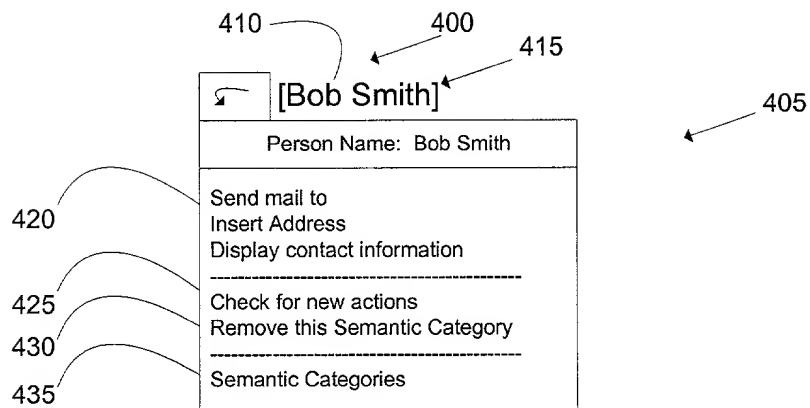 410
400
415
[Bob Smith]
405
Person Name: Bob Smith
420
Send mail to
Insert Address
Display contact information
-----------------------------------------
425
Check for new actions
430
Remove this Semantic Category
-----------------------------------------
435
Semantic Categories